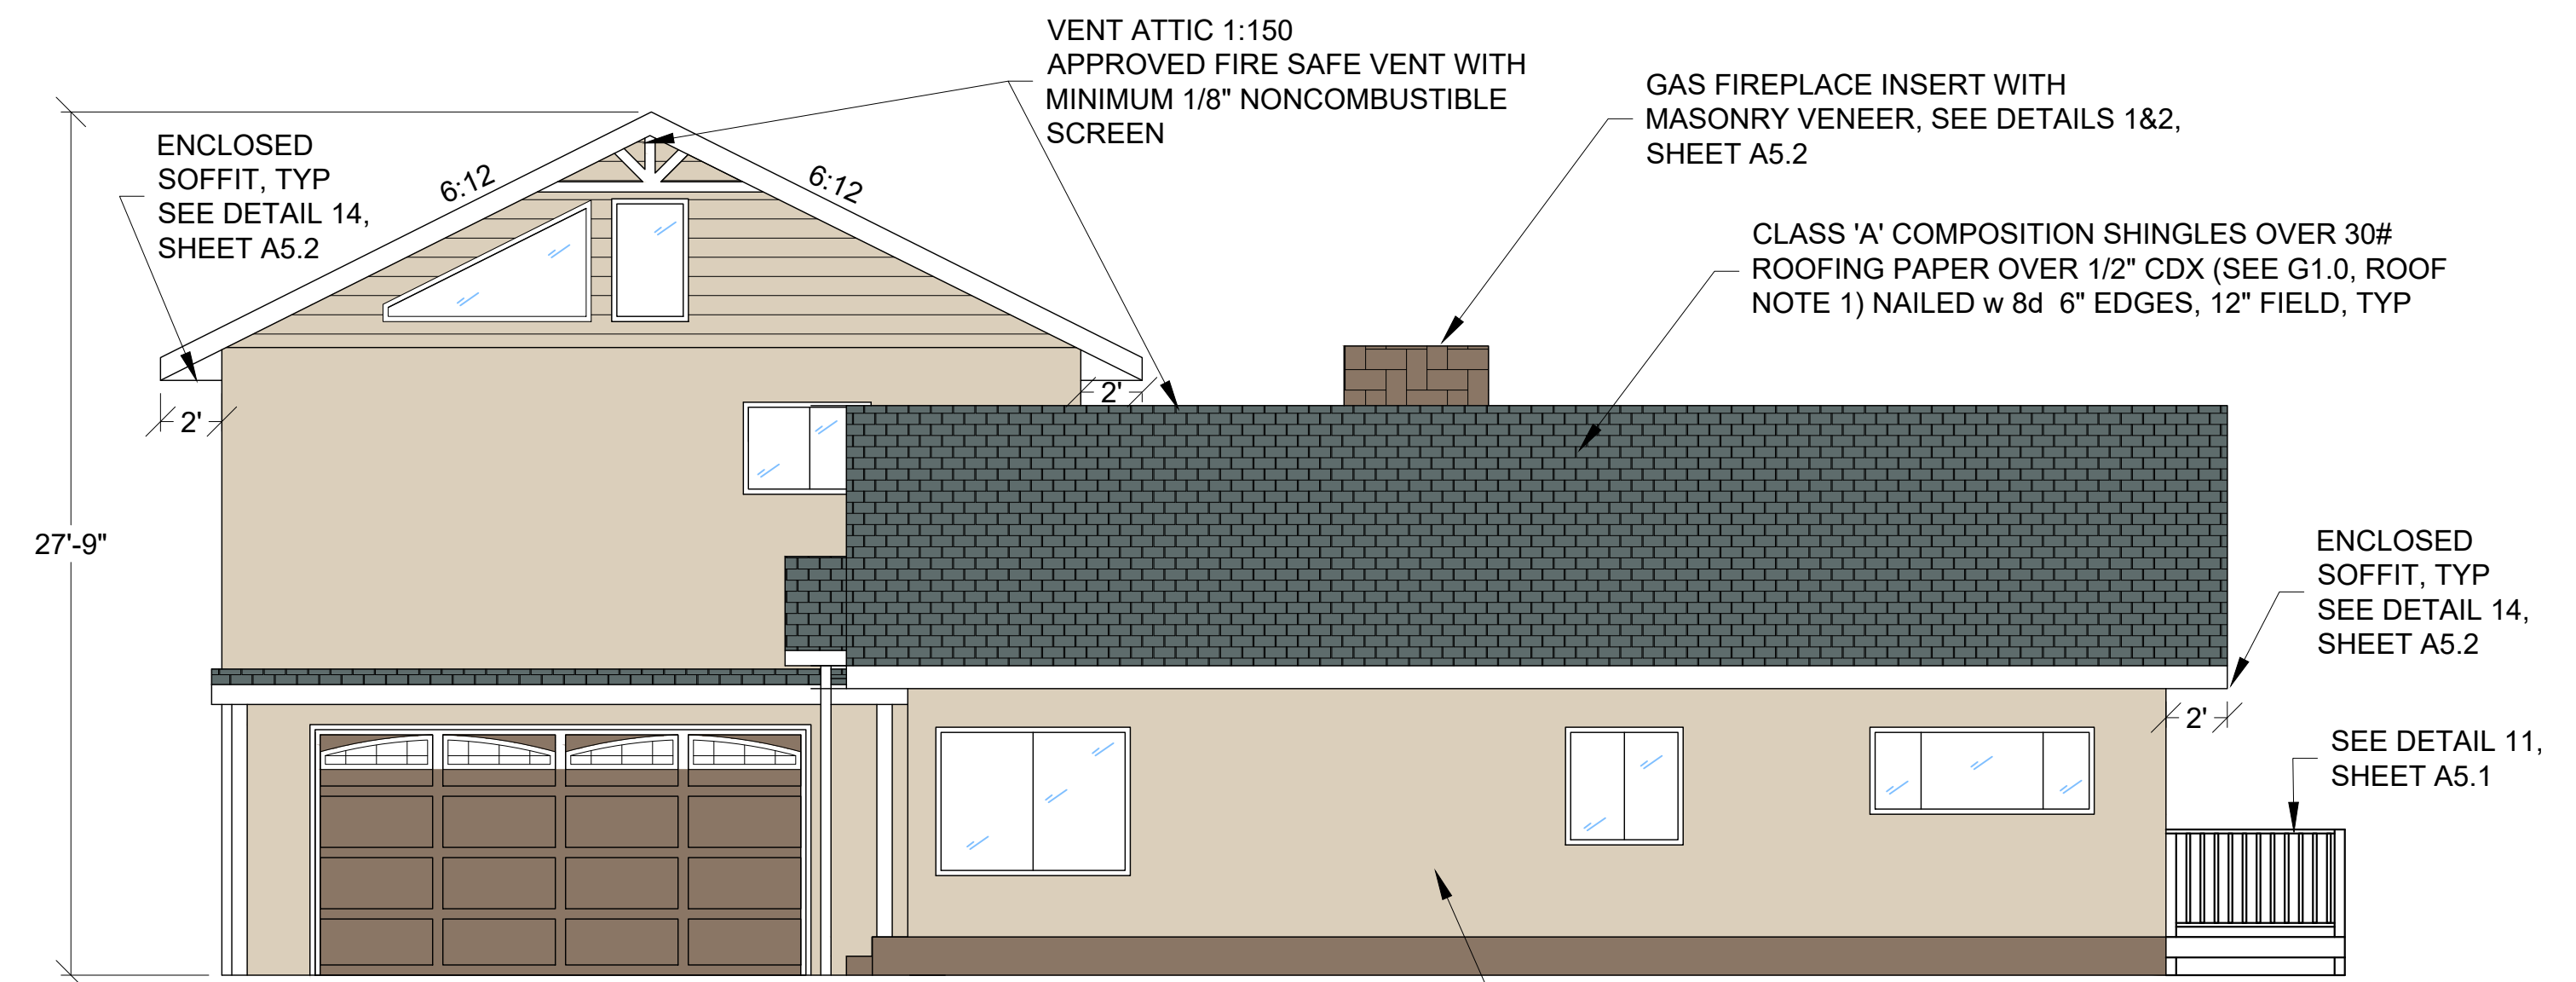 VENT ATTIC 1:150
APPROVED FIRE SAFE VENT WITH
MINIMUM 1/8" NONCOMBUSTIBLE
SCREEN
GAS FIREPLACE INSERT WITH
MASONRY VENEER, SEE DETAILS 1&2,
SHEET A5.2
ENCLOSED
SOFFIT, TYP
SEE DETAIL 14,
SHEET A5.2
6:12
6:12
CLASS 'A' COMPOSITION SHINGLES OVER 30#
ROOFING PAPER OVER 1/2" CDX (SEE G1.0, ROOF
NOTE 1) NAILED w 8d  6" EDGES, 12" FIELD, TYP
2'
2'
27'-9"
ENCLOSED
SOFFIT, TYP
SEE DETAIL 14,
SHEET A5.2
2'
SEE DETAIL 11,
SHEET A5.1